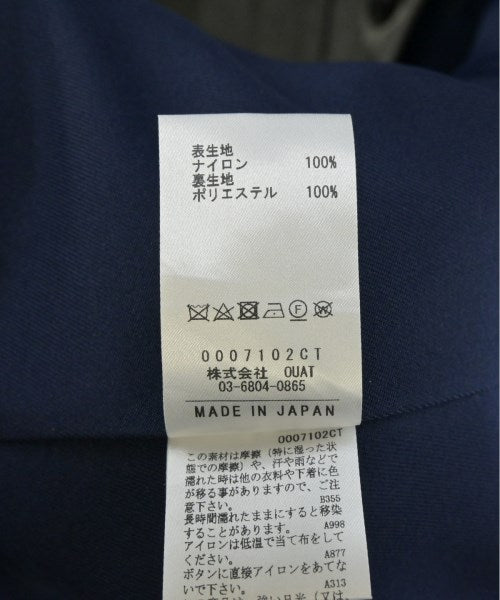 表生地
ナイロン 100%
裏生地
ポリエステル 100%
0007102CT
株式会社 OUAT
03-6804-0865
MADE IN JAPAN
0007102CT
この素材は摩擦（特に湿った状
態での摩擦）や、汗や雨などで
濡れた時は他の衣料や下着に色
が移る事がありますので、ご注
意下さい。 B355
長時間濡れたままにすると移染
することがあります。 A998
アイロンは低温で当て布をして
ください。 A877
ボタンに直接アイロンをあてな
いで下さい。 A313